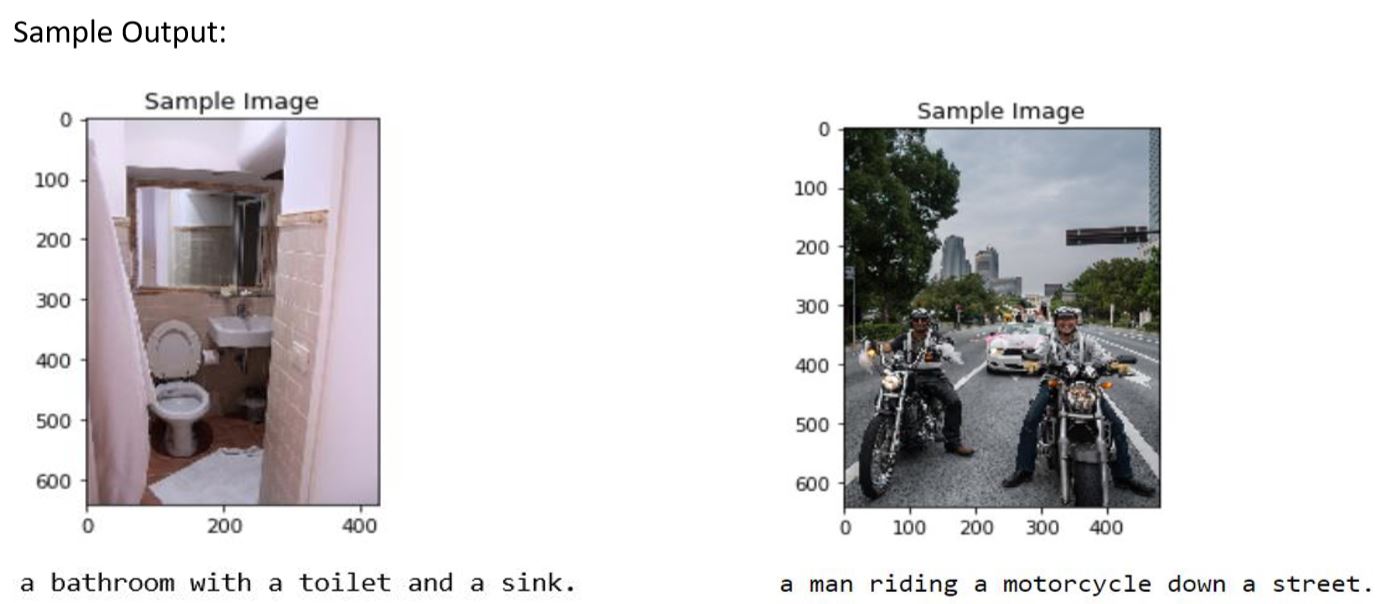 Sample Output:
Sample Image
0
100
200
300
400
500
600
0 200 400
a bathroom with a toilet and a sink.
Sample Image
0
100
200
300
400
500
600
0 100 200 300 400
a man riding a motorcycle down a street.